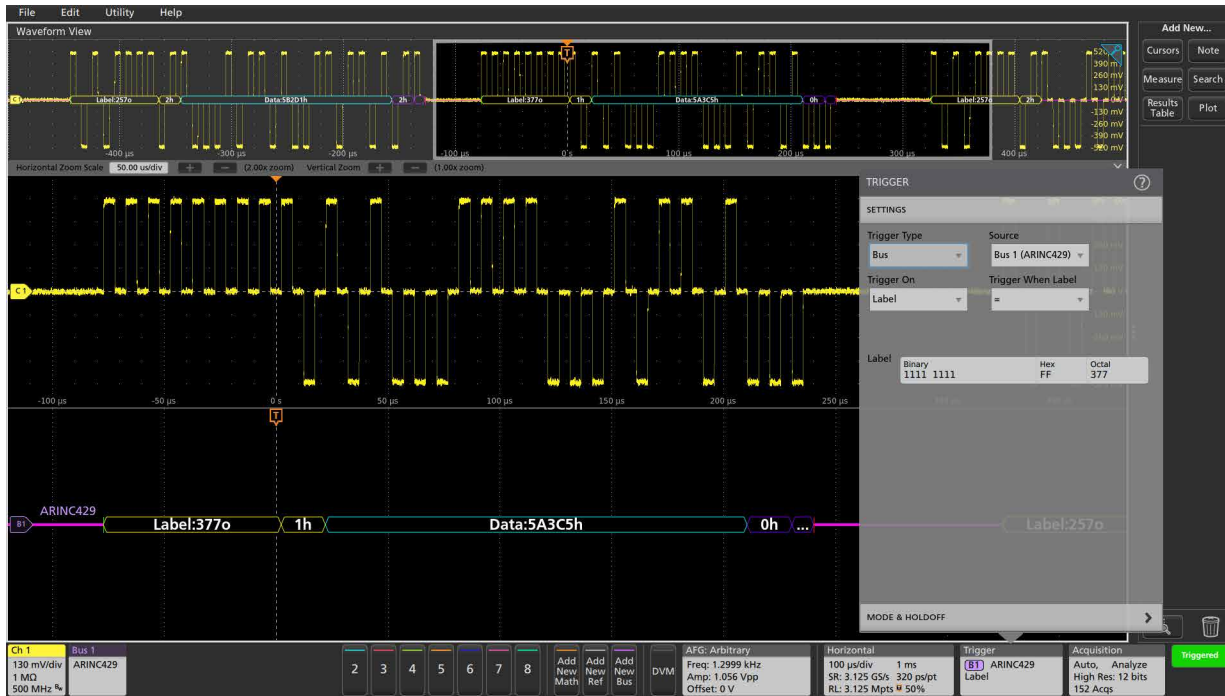 File Edit Utility Help
Waveform View
Add New...
Cursors Note
Measure Search
Results Table Plot
390 m
260 mV
130 mV
-130 mV
-260 mV
-390 mV
-520 mV
C
Label:257o 2h Data:5B2D1h 2h Label:377o 1h Data:5A3C5h 0h Label:257o 2h
T
-400 µs -300 µs -200 µs -100 µs 0 s 100 µs 200 µs 300 µs 400 µs
Horizontal Zoom Scale 50.00 us/div + − (2.00x zoom) Vertical Zoom + − (1.00x zoom)
C1
-100 µs -50 µs 0 s 50 µs 100 µs 150 µs 200 µs 250 µs
T
TRIGGER ?
SETTINGS
Trigger Type Source
Bus Bus 1 (ARINC429)
Trigger On Trigger When Label
Label =
Label Binary Hex Octal
1111 1111 FF 377
MODE & HOLDOFF
ARINC429
B1 Label:377o 1h Data:5A3C5h 0h ... Label:257o
Ch 1
130 mV/div
1 MΩ
500 MHz Bw
Bus 1
ARINC429
2 3 4 5 6 7 8
Add New Math
Add New Ref
Add New Bus
DVM
AFG: Arbitrary
Freq: 1.2999 kHz
Amp: 1.056 Vpp
Offset: 0 V
Horizontal
100 µs/div 1 ms
SR: 3.125 GS/s 320 ps/pt
RL: 3.125 Mpts 50%
Trigger
B1 ARINC429
Label
Acquisition
Auto, Analyze
High Res: 12 bits
152 Acqs
Triggered